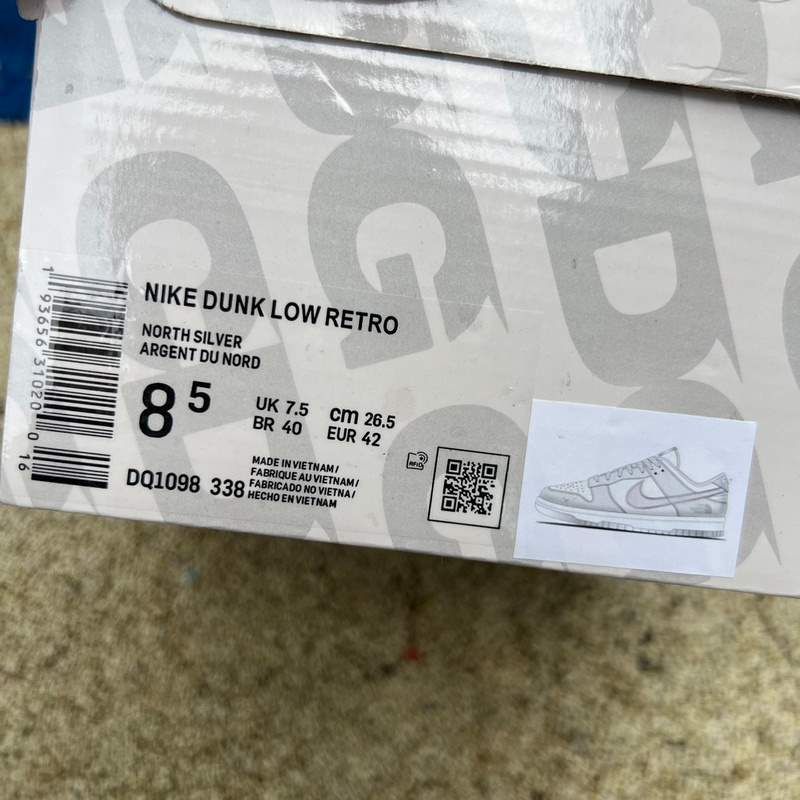 NIKE DUNK LOW RETRO
NORTH SILVER
ARGENT DU NORD
8 5
UK 7.5 cm 26.5
BR 40 EUR 42
DQ1098 338
MADE IN VIETNAM/
FABRIQUE AU VIETNAM/
FABRICADO NO VIETNA/
HECHO EN VIETNAM
RFID
1 93656 31020 0 16